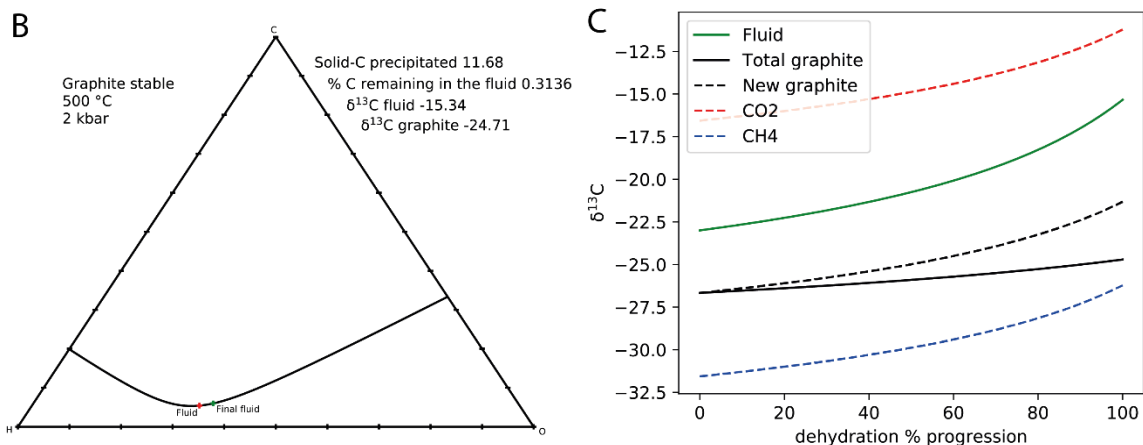 B
C
Graphite stable
500 °C
2 kbar
Solid-C precipitated 11.68
% C remaining in the fluid 0.3136
δ¹³C fluid -15.34
δ¹³C graphite -24.71
Fluid
Final fluid
H
O
C
Fluid
Total graphite
New graphite
CO2
CH4
δ¹³C
−12.5
−15.0
−17.5
−20.0
−22.5
−25.0
−27.5
−30.0
−32.5
0
20
40
60
80
100
dehydration % progression